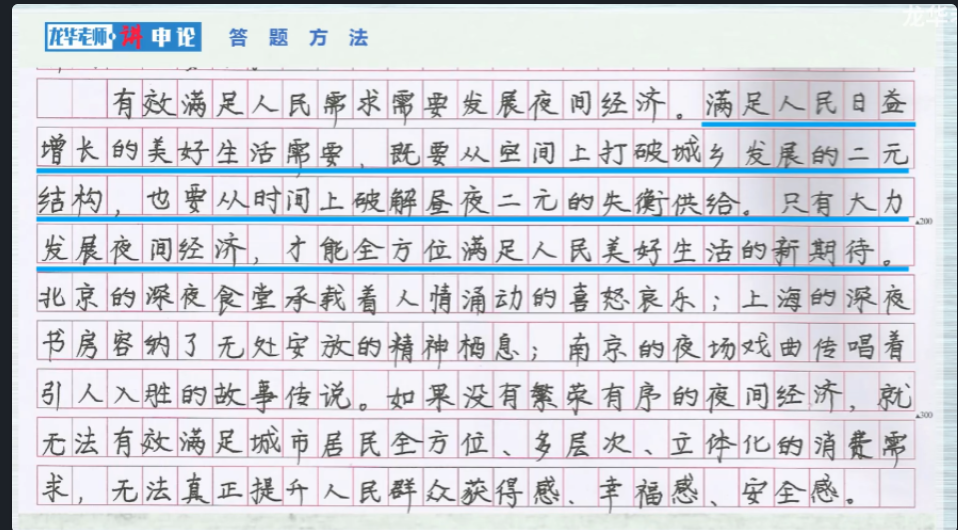 龙华
龙华老师·讲申论 答题方法
有效满足人民需求需要发展夜间经济。满足人民日益
增长的美好生活需要,既要从空间上打破城乡发展的二元
结构,也要从时间上破解昼夜二元的失衡供给。只有大力
200
发展夜间经济,才能全方位满足人民美好生活的新期待。
北京的深夜食堂承载着人情涌动的喜怒哀乐;上海的深夜
书房容纳了无处安放的精神栖息;南京的夜场戏曲传唱着
引人入胜的故事传说。如果没有繁荣有序的夜间经济,就
300
无法有效满足城市居民全方位、多层次、立体化的消费需
求,无法真正提升人民群众获得感、幸福感、安全感。